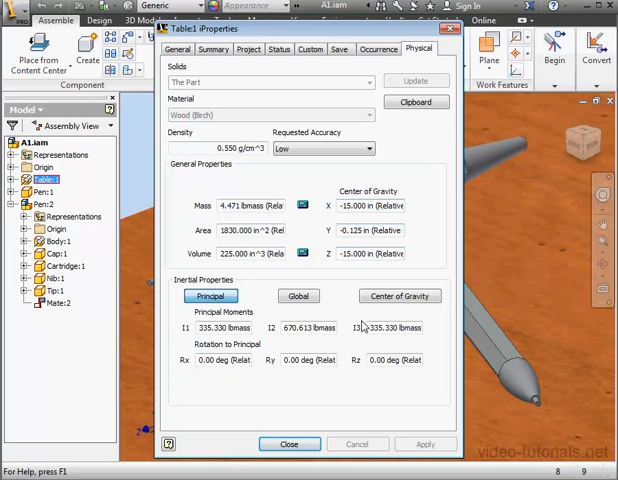 Generic
Appearance
A1.iam
Search
Sign In
PRO
Assemble
Design
3D Model
Online
Place from
Content Center
Create
Component
Work Features
Begin
Convert
Model
Assembly View
A1.iam
Representations
Origin
Table:1
Pen:1
Pen:2
Representations
Origin
Body:1
Cap:1
Cartridge:1
Nib:1
Tip:1
Mate:2
Table:1 iProperties
General Summary Project Status Custom Save Occurrence Physical
Solids
The Part
Update
Material
Wood (Birch)
Clipboard
Density
Requested Accuracy
0.550 g/cm^3
Low
General Properties
Center of Gravity
Mass 4.471 lbmass (Rela X -15.000 in (Relative
Area 1830.000 in^2 (Rela Y -0.125 in (Relative
Volume 225.000 in^3 (Rela Z -15.000 in (Relative
Inertial Properties
Principal Global Center of Gravity
Principal Moments
I1 335.330 lbmass I2 670.613 lbmass I3 335.330 lbmass
Rotation to Principal
Rx 0.00 deg (Relat Ry 0.00 deg (Relat Rz 0.00 deg (Relat
Close Cancel Apply
Z
video-tutorials.net
For Help, press F1
8 9